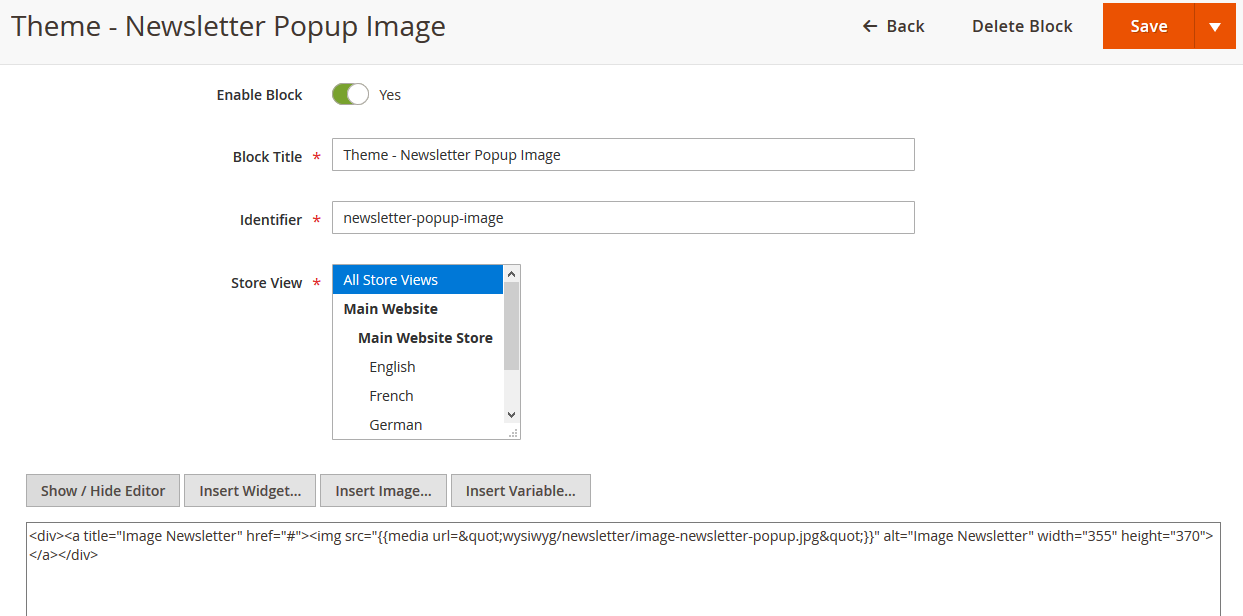 Theme - Newsletter Popup Image
← Back
Delete Block
Save
Enable Block
Yes
Block Title *
Theme - Newsletter Popup Image
Identifier *
newsletter-popup-image
Store View *
All Store Views
Main Website
Main Website Store
English
French
German
Show / Hide Editor
Insert Widget...
Insert Image...
Insert Variable...
<div><a title="Image Newsletter" href="#"><img src="{{media url=&quot;wysiwyg/newsletter/image-newsletter-popup.jpg&quot;}}" alt="Image Newsletter" width="355" height="370">
</a></div>